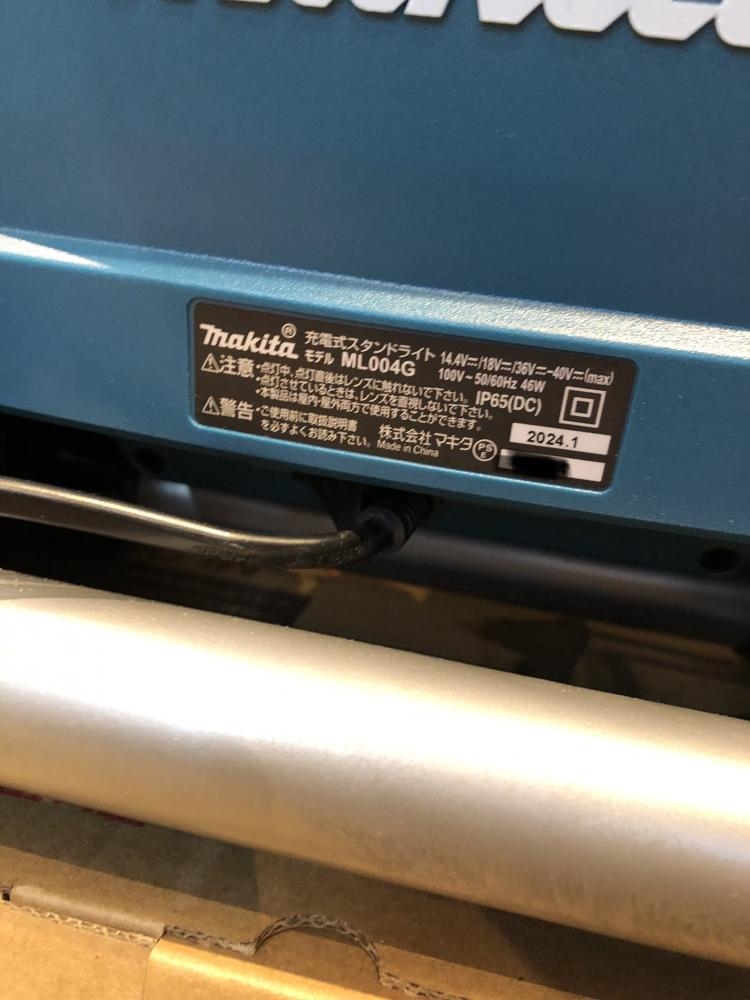 makita® 充電式スタンドライト 14.4V⎓/18V⎓/36V⎓-40V⎓(max)
モデル ML004G 100V~50/60Hz 46W
⚠注意 ・点灯中、点灯直後はレンズに触れないで下さい。 IP65(DC)
・点灯させているときは、レンズを直視しないで下さい。
・本製品は屋内・屋外両方で使用することができます。
⚠警告 ・ご使用前に取扱説明書
を必ずよくお読み下さい。
株式会社マキタ PSE
Made in China
2024.1